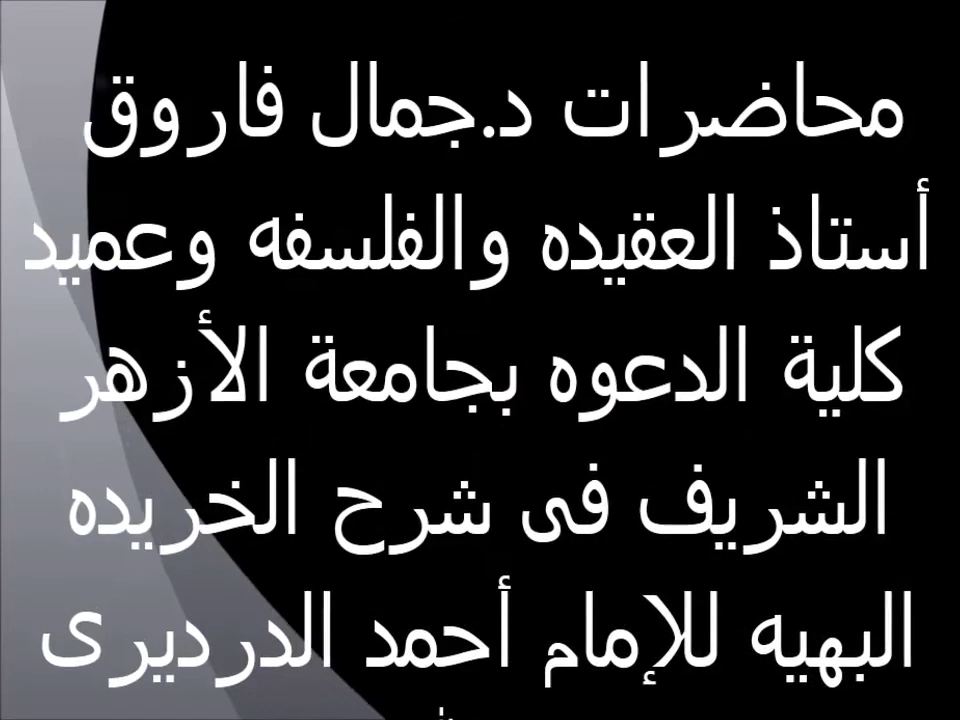 محاضرات د.جمال فاروق
أستاذ العقيده والفلسفه وعميد
كلية الدعوه بجامعة الأزهر
الشريف فى شرح الخريده
البهيه للإمام أحمد الدرديرى